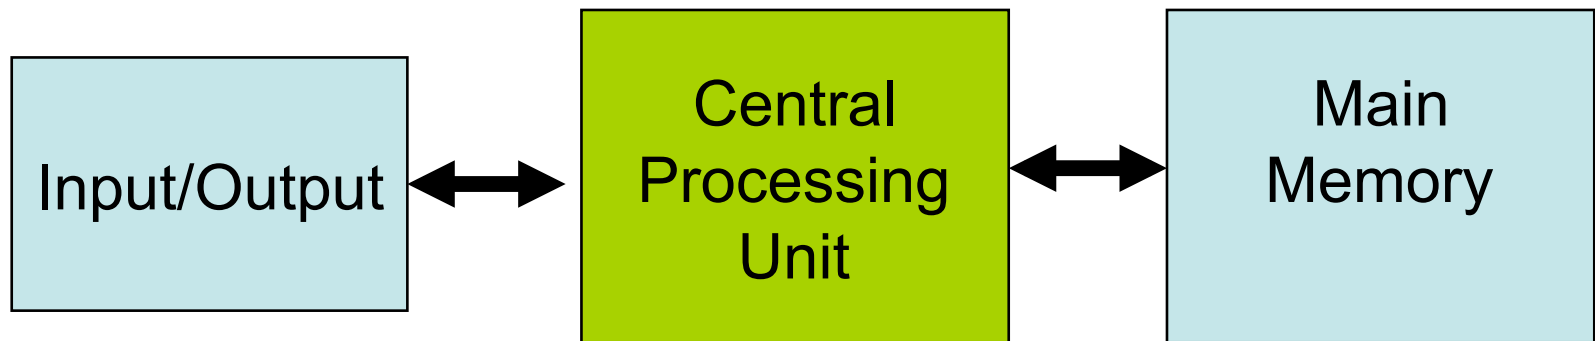 Input/Output
Central
Processing
Unit
Main
Memory